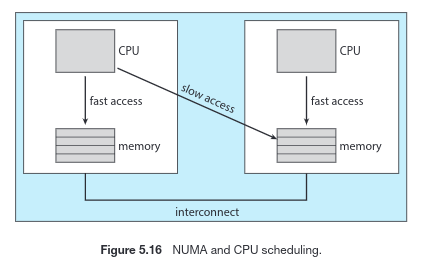 CPU
CPU
slow access
fast access
fast access
memory
memory
interconnect
Figure 5.16 NUMA and CPU scheduling.